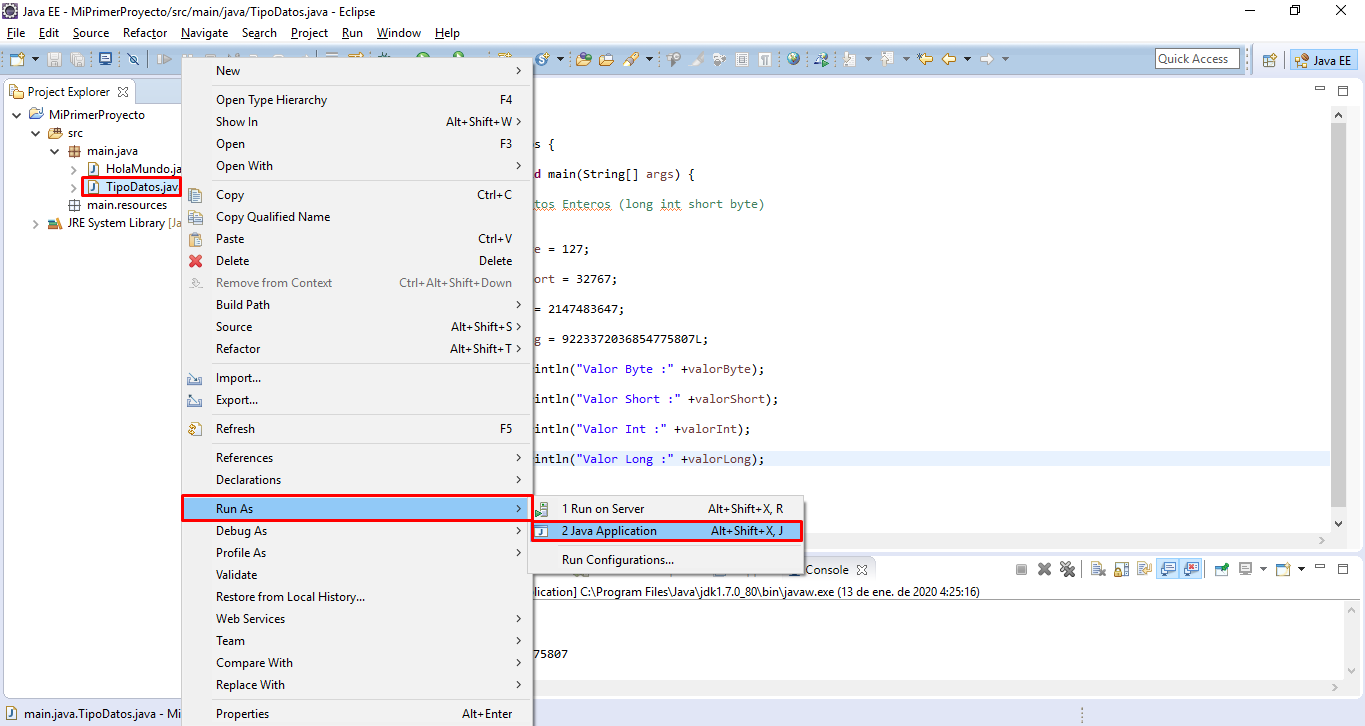 Java EE - MiPrimerProyecto/src/main/java/TipoDatos.java - Eclipse
File Edit Source Refactor Navigate Search Project Run Window Help
Quick Access
Java EE
Project Explorer
MiPrimerProyecto
src
main.java
HolaMundo.ja
TipoDatos.java
main.resources
JRE System Library [Ja
New
Open Type Hierarchy F4
Show In Alt+Shift+W
Open F3
Open With
Copy Ctrl+C
Copy Qualified Name
Paste Ctrl+V
Delete Delete
Remove from Context Ctrl+Alt+Shift+Down
Build Path
Source Alt+Shift+S
Refactor Alt+Shift+T
Import...
Export...
Refresh F5
References
Declarations
Run As
Debug As
Profile As
Validate
Restore from Local History...
Web Services
Team
Compare With
Replace With
Properties Alt+Enter
1 Run on Server Alt+Shift+X, R
2 Java Application Alt+Shift+X, J
Run Configurations...
s {
d main(String[] args) {
tos Enteros (long int short byte)
e = 127;
ort = 32767;
= 2147483647;
g = 9223372036854775807L;
intln("Valor Byte :" +valorByte);
intln("Valor Short :" +valorShort);
intln("Valor Int :" +valorInt);
intln("Valor Long :" +valorLong);
Console
lication] C:\Program Files\Java\jdk1.7.0_80\bin\javaw.exe (13 de ene. de 2020 4:25:16)
75807
main.java.TipoDatos.java - Mi